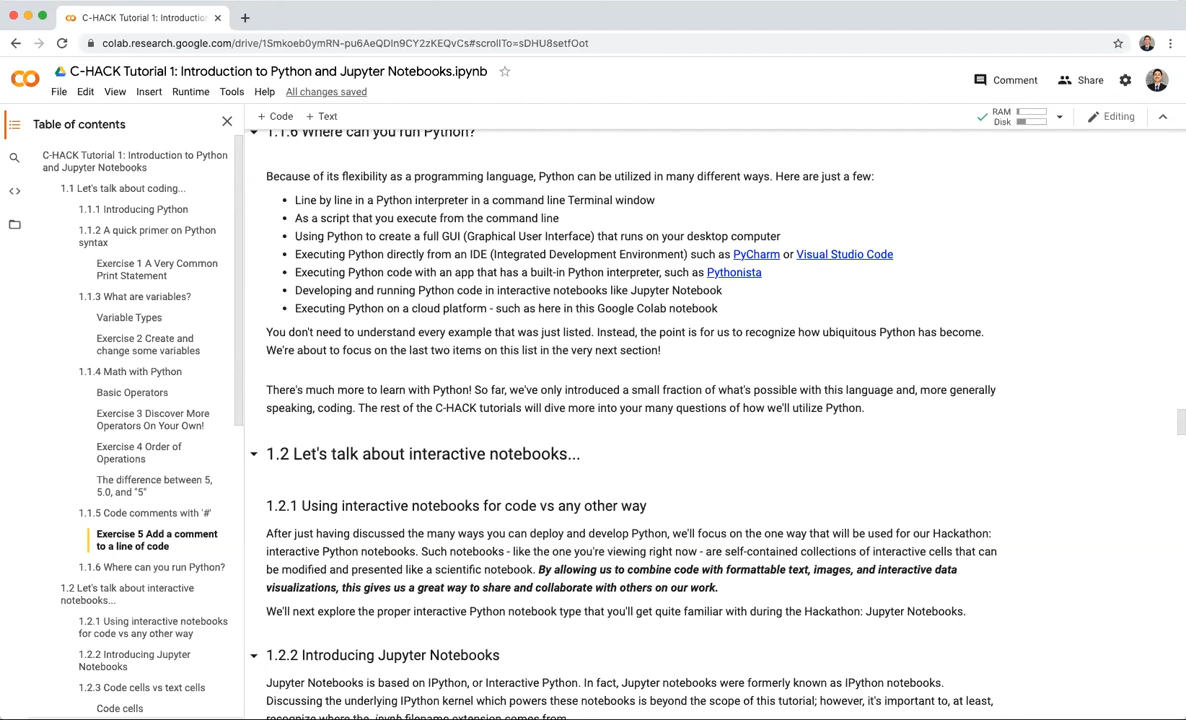 C-HACK Tutorial 1: Introductio
colab.research.google.com/drive/1Smkoeb0ymRN-pu6AeQDln9CY2zKEQvCs#scrollTo=sDHU8setfOot
C-HACK Tutorial 1: Introduction to Python and Jupyter Notebooks.ipynb
Comment
Share
File Edit View Insert Runtime Tools Help All changes saved
Table of contents
+ Code + Text
RAM
Disk
Editing
C-HACK Tutorial 1: Introduction to Python
and Jupyter Notebooks
1.1 Let's talk about coding...
1.1.1 Introducing Python
1.1.2 A quick primer on Python
syntax
Exercise 1 A Very Common
Print Statement
1.1.3 What are variables?
Variable Types
Exercise 2 Create and
change some variables
1.1.4 Math with Python
Basic Operators
Exercise 3 Discover More
Operators On Your Own!
Exercise 4 Order of
Operations
The difference between 5,
5.0, and "5"
1.1.5 Code comments with '#'
Exercise 5 Add a comment
to a line of code
1.1.6 Where can you run Python?
1.2 Let's talk about interactive
notebooks...
1.2.1 Using interactive notebooks
for code vs any other way
1.2.2 Introducing Jupyter
Notebooks
1.2.3 Code cells vs text cells
Code cells
1.1.6 Where can you run Python?
Because of its flexibility as a programming language, Python can be utilized in many different ways. Here are just a few:
• Line by line in a Python interpreter in a command line Terminal window
• As a script that you execute from the command line
• Using Python to create a full GUI (Graphical User Interface) that runs on your desktop computer
• Executing Python directly from an IDE (Integrated Development Environment) such as PyCharm or Visual Studio Code
• Executing Python code with an app that has a built-in Python interpreter, such as Pythonista
• Developing and running Python code in interactive notebooks like Jupyter Notebook
• Executing Python on a cloud platform - such as here in this Google Colab notebook
You don't need to understand every example that was just listed. Instead, the point is for us to recognize how ubiquitous Python has become.
We're about to focus on the last two items on this list in the very next section!
There's much more to learn with Python! So far, we've only introduced a small fraction of what's possible with this language and, more generally
speaking, coding. The rest of the C-HACK tutorials will dive more into your many questions of how we'll utilize Python.
1.2 Let's talk about interactive notebooks...
1.2.1 Using interactive notebooks for code vs any other way
After just having discussed the many ways you can deploy and develop Python, we'll focus on the one way that will be used for our Hackathon:
interactive Python notebooks. Such notebooks - like the one you're viewing right now - are self-contained collections of interactive cells that can
be modified and presented like a scientific notebook. By allowing us to combine code with formattable text, images, and interactive data
visualizations, this gives us a great way to share and collaborate with others on our work.
We'll next explore the proper interactive Python notebook type that you'll get quite familiar with during the Hackathon: Jupyter Notebooks.
1.2.2 Introducing Jupyter Notebooks
Jupyter Notebooks is based on IPython, or Interactive Python. In fact, Jupyter notebooks were formerly known as IPython notebooks.
Discussing the underlying IPython kernel which powers these notebooks is beyond the scope of this tutorial; however, it's important to, at least,
recognize where the .ipynb filename extension comes from.